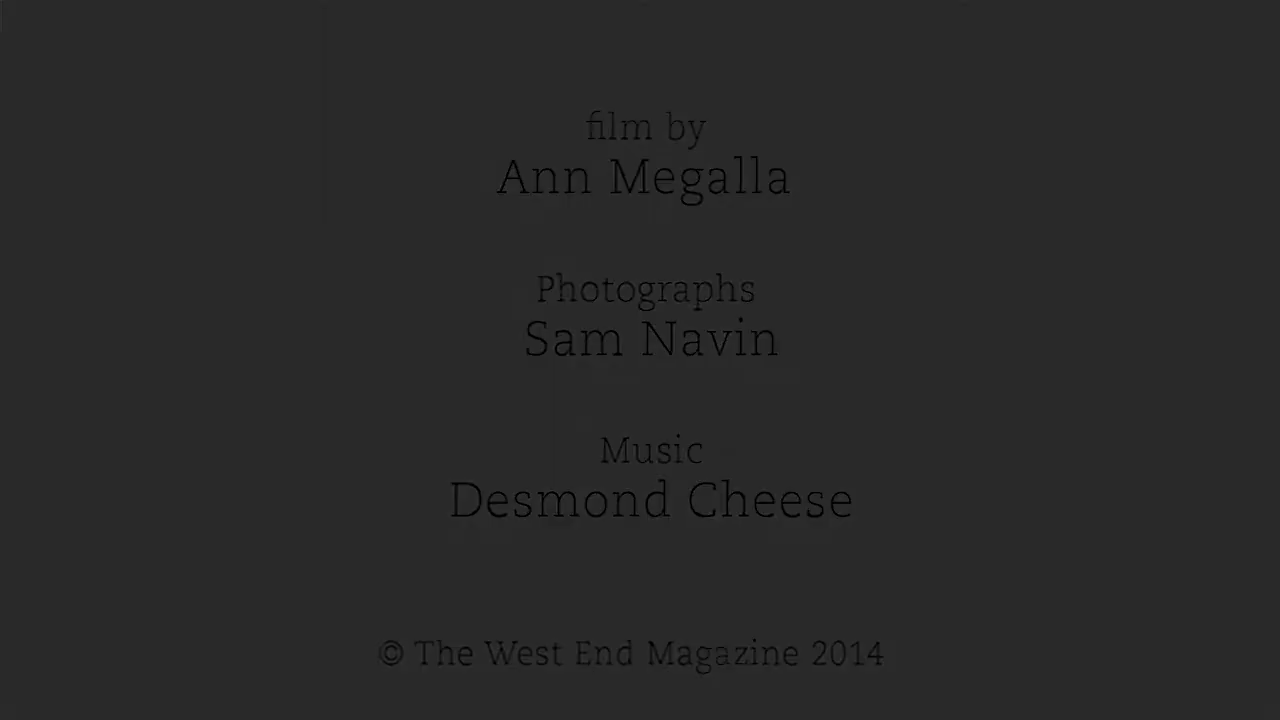 film by
Ann Megalla
Photographs
Sam Navin
Music
Desmond Cheese
© The West End Magazine 2014